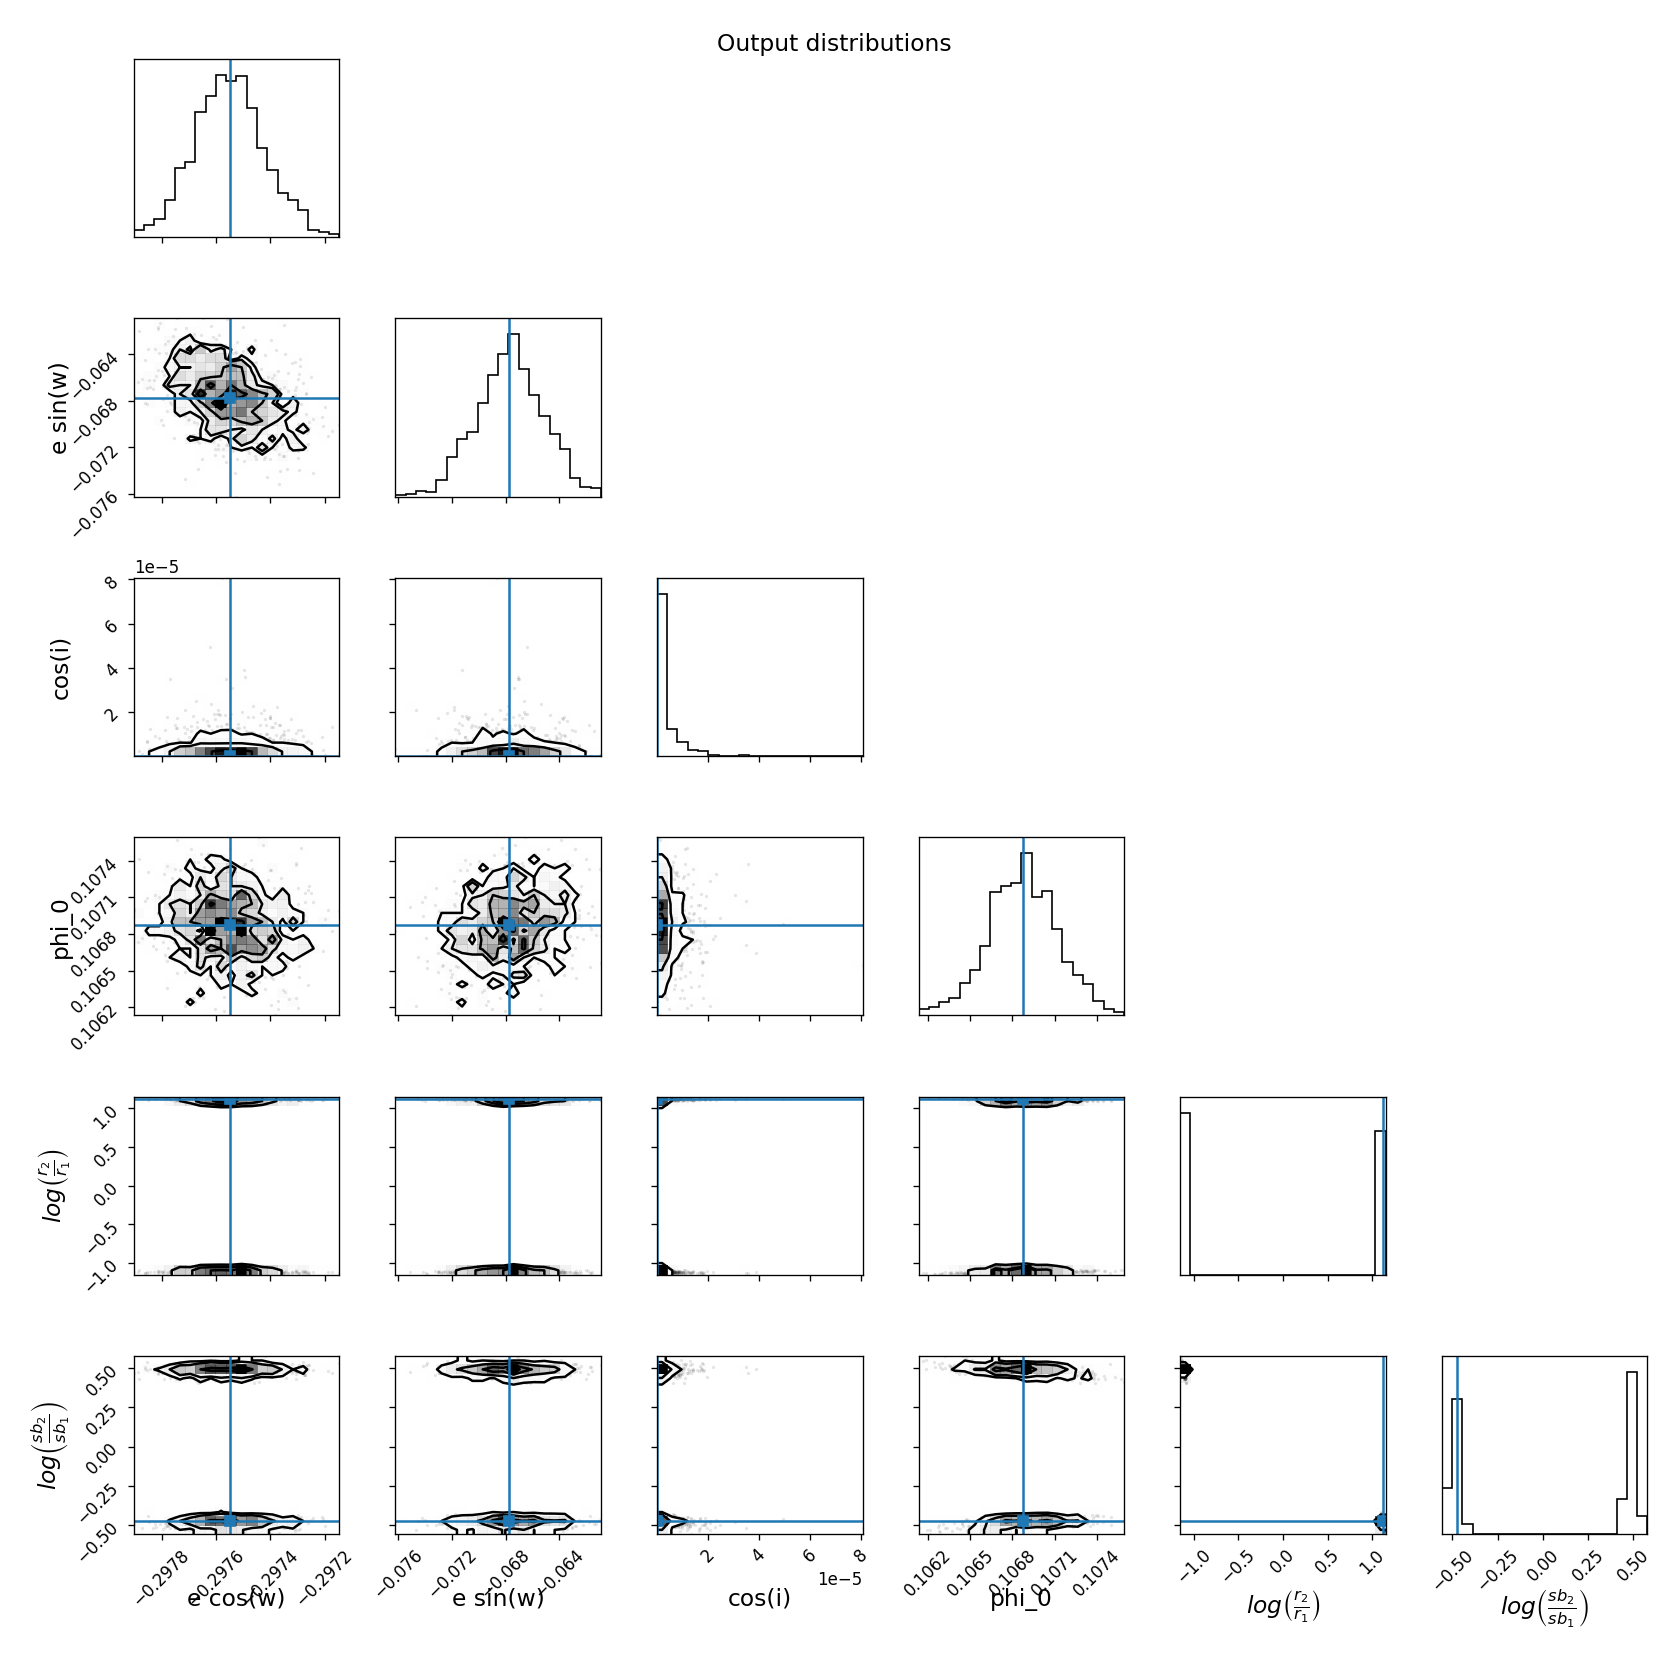 Output distributions
e sin(w)
−0.064
−0.068
−0.072
−0.076
1e−5
cos(i)
8
6
4
2
phi_0
0.1074
0.1071
0.1068
0.1065
0.1062
log(r₂/r₁)
1.0
0.5
0.0
−0.5
−1.0
log(sb₂/sb₁)
0.50
0.25
0.00
−0.25
−0.50
−0.2978 −0.2976 −0.2974 −0.2972
−0.076 −0.072 −0.068 −0.064
2 4 6 8
1e−5
0.1062 0.1065 0.1068 0.1071 0.1074
−1.0 −0.5 0.0 0.5 1.0
−0.50 −0.25 0.00 0.25 0.50
e cos(w) e sin(w) cos(i) phi_0 log(r₂/r₁) log(sb₂/sb₁)